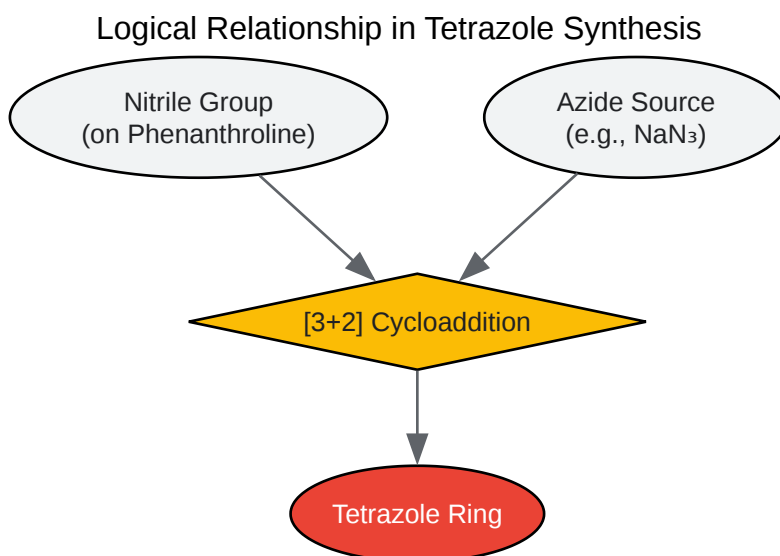 Logical Relationship in Tetrazole Synthesis
Nitrile Group
(on Phenanthroline)
Azide Source
(e.g., NaN₃)
[3+2] Cycloaddition
Tetrazole Ring